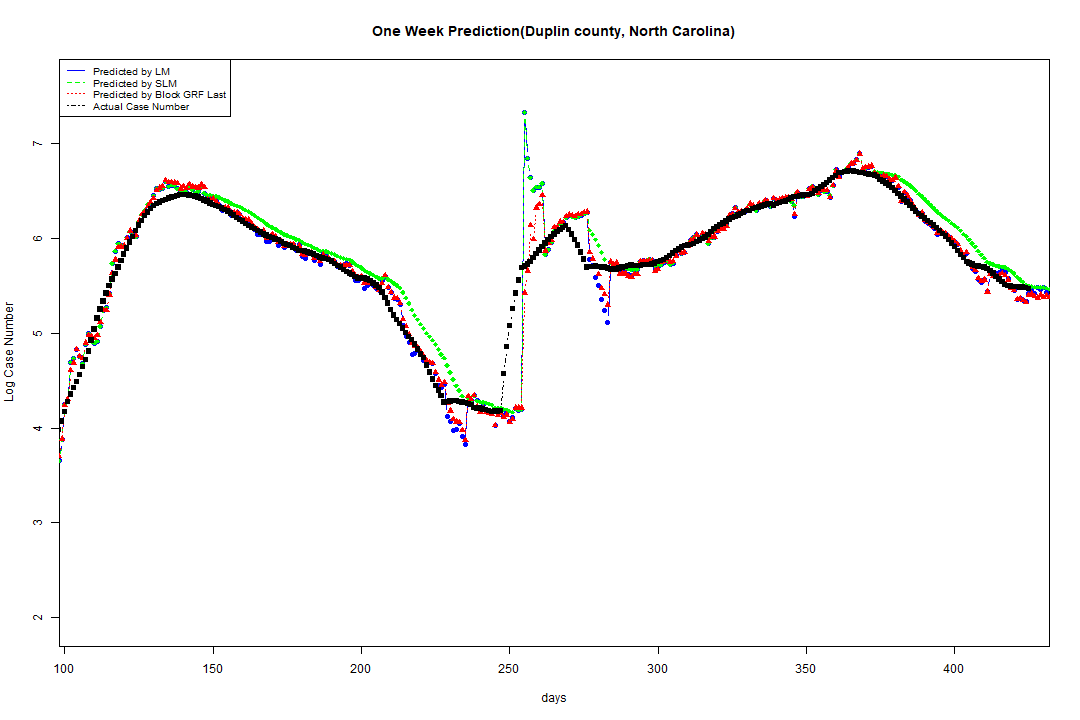 One Week Prediction(Duplin county, North Carolina)
Predicted by LM
Predicted by SLM
Predicted by Block GRF Last
Actual Case Number
Log Case Number
7
6
5
4
3
2
100 150 200 250 300 350 400
days